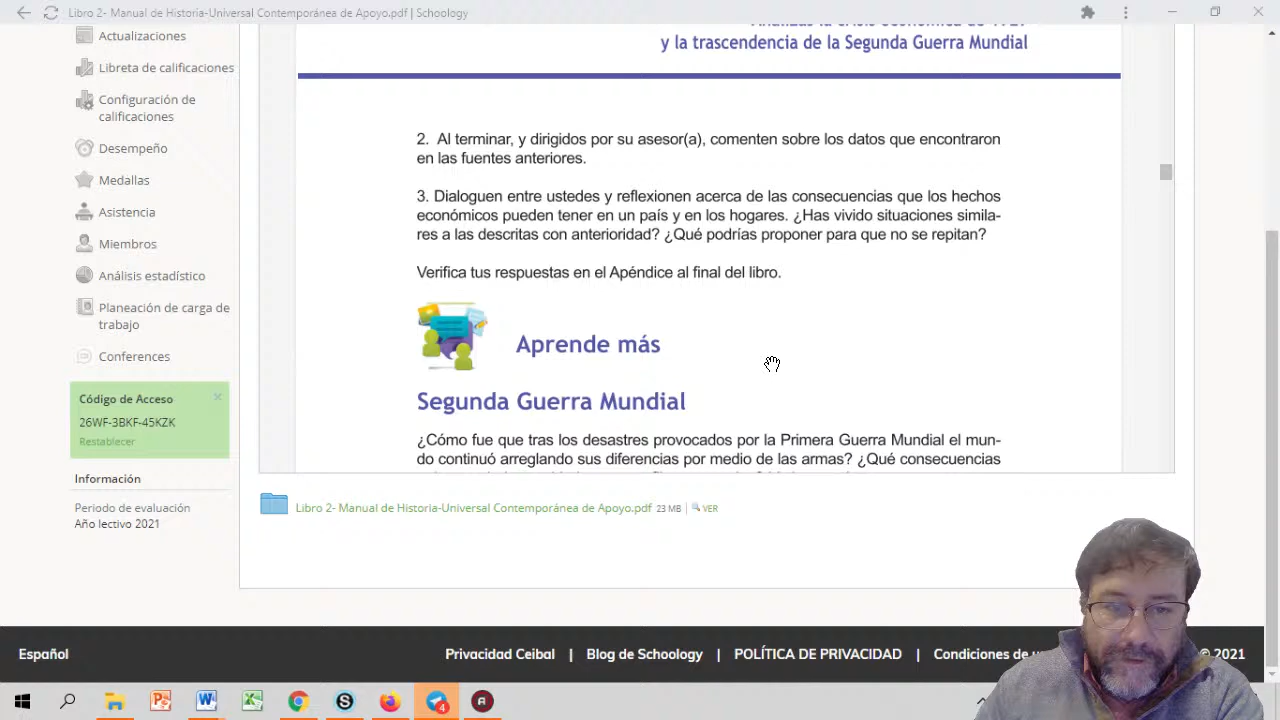 Libro 2- Manual de Historia-Universal Contemporánea de Apoyo.pdf | Schoology
Actualizaciones
Libreta de calificaciones
Configuración de
calificaciones
Desempeño
Medallas
Asistencia
Miembros
Análisis estadístico
Planeación de carga de
trabajo
Conferences
Código de Acceso
26WF-3BKF-45KZK
Restablecer
Información
Periodo de evaluación
Año lectivo 2021
y la trascendencia de la Segunda Guerra Mundial
2. Al terminar, y dirigidos por su asesor(a), comenten sobre los datos que encontraron
en las fuentes anteriores.
3. Dialoguen entre ustedes y reflexionen acerca de las consecuencias que los hechos
económicos pueden tener en un país y en los hogares. ¿Has vivido situaciones simila-
res a las descritas con anterioridad? ¿Qué podrías proponer para que no se repitan?
Verifica tus respuestas en el Apéndice al final del libro.
Aprende más
Segunda Guerra Mundial
¿Cómo fue que tras los desastres provocados por la Primera Guerra Mundial el mun-
do continuó arreglando sus diferencias por medio de las armas? ¿Qué consecuencias
Libro 2- Manual de Historia-Universal Contemporánea de Apoyo.pdf 23 MB | VER
Español
Privacidad Ceibal | Blog de Schoology | POLÍTICA DE PRIVACIDAD | Condiciones de © 2021
4